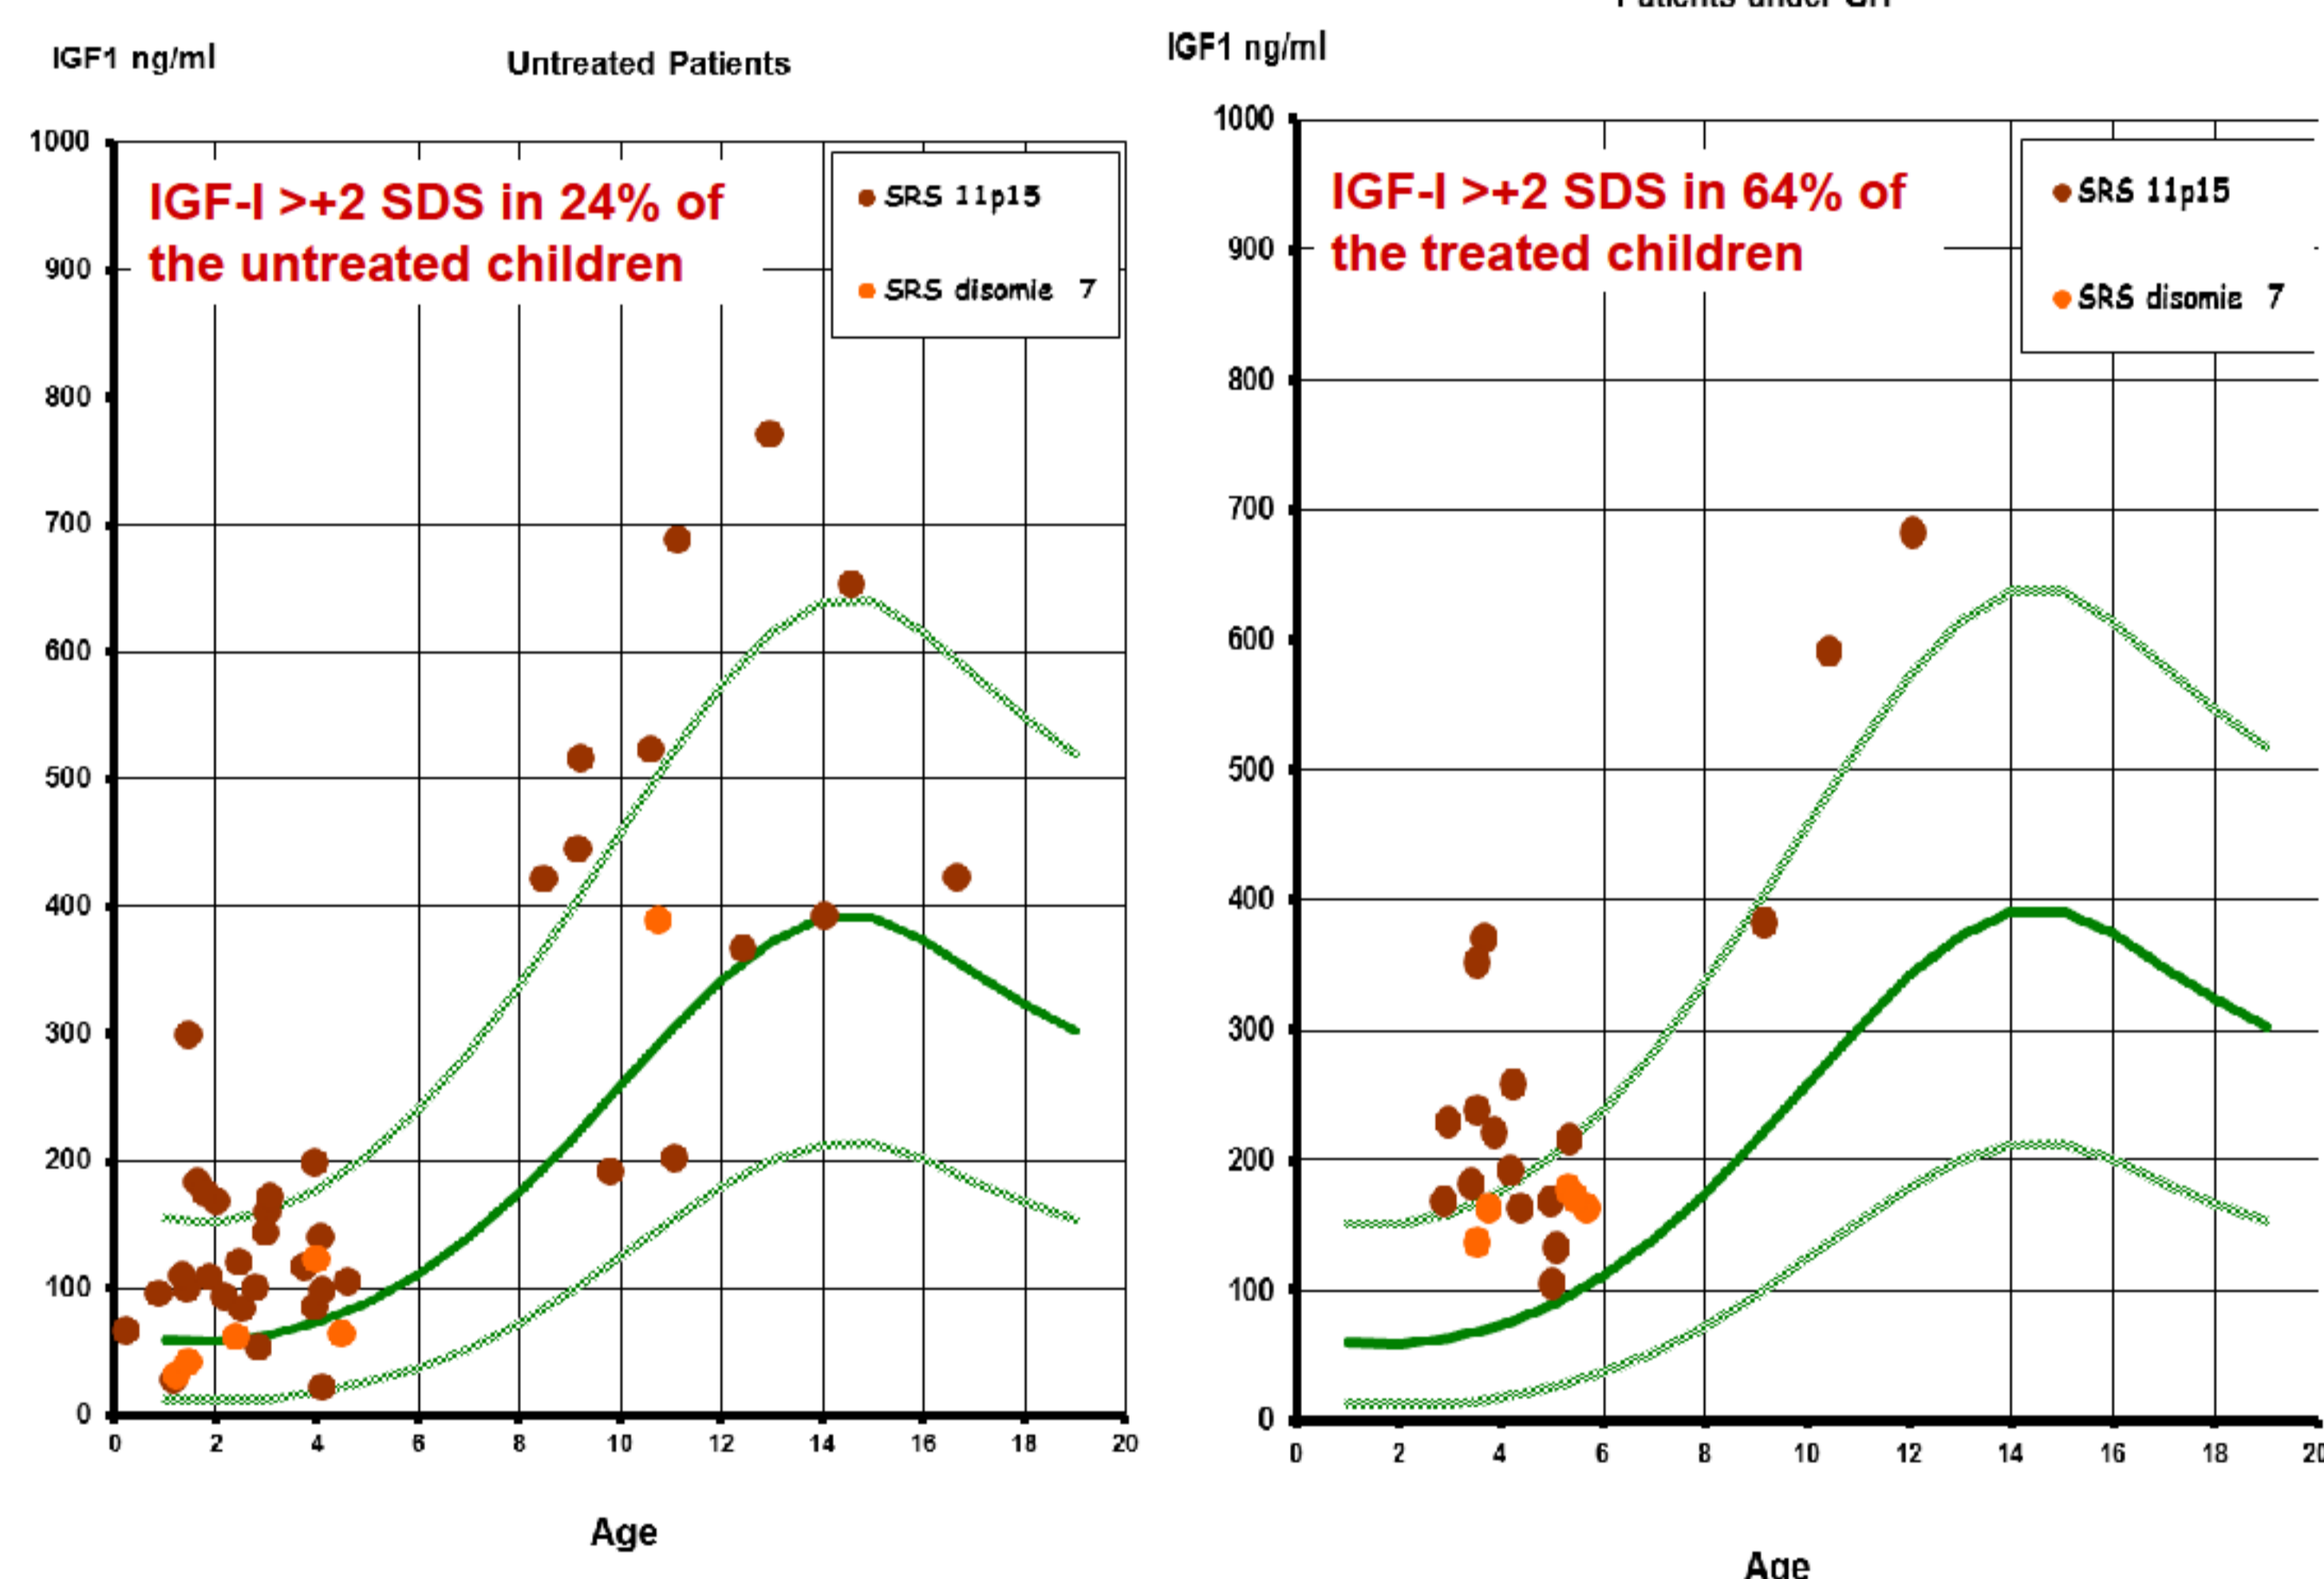 Patients under GH
IGF1 ng/ml
Untreated Patients
1000
900
800
700
600
500
400
300
200
100
0
IGF-I >+2 SDS in 24% of
the untreated children
SRS 11p15
SRS disomie 7
0 2 4 6 8 10 12 14 16 18 20
Age
IGF1 ng/ml
1000
900
800
700
600
500
400
300
200
100
0
IGF-I >+2 SDS in 64% of
the treated children
SRS 11p15
SRS disomie 7
0 2 4 6 8 10 12 14 16 18 20
Age